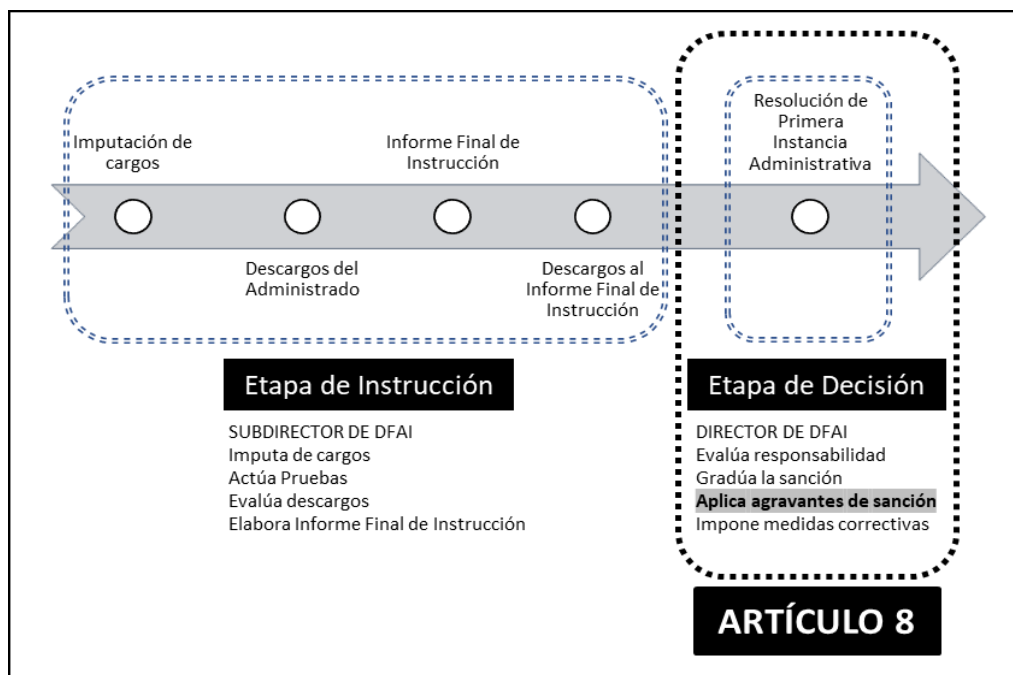 Imputación de
cargos
Informe Final de
Instrucción
Resolución de
Primera
Instancia
Administrativa
Descargos del
Administrado
Descargos al
Informe Final de
Instrucción
Etapa de Instrucción
SUBDIRECTOR DE DFAI
Imputa de cargos
Actúa Pruebas
Evalúa descargos
Elabora Informe Final de Instrucción
Etapa de Decisión
DIRECTOR DE DFAI
Evalúa responsabilidad
Gradúa la sanción
Aplica agravantes de sanción
Impone medidas correctivas
ARTÍCULO 8